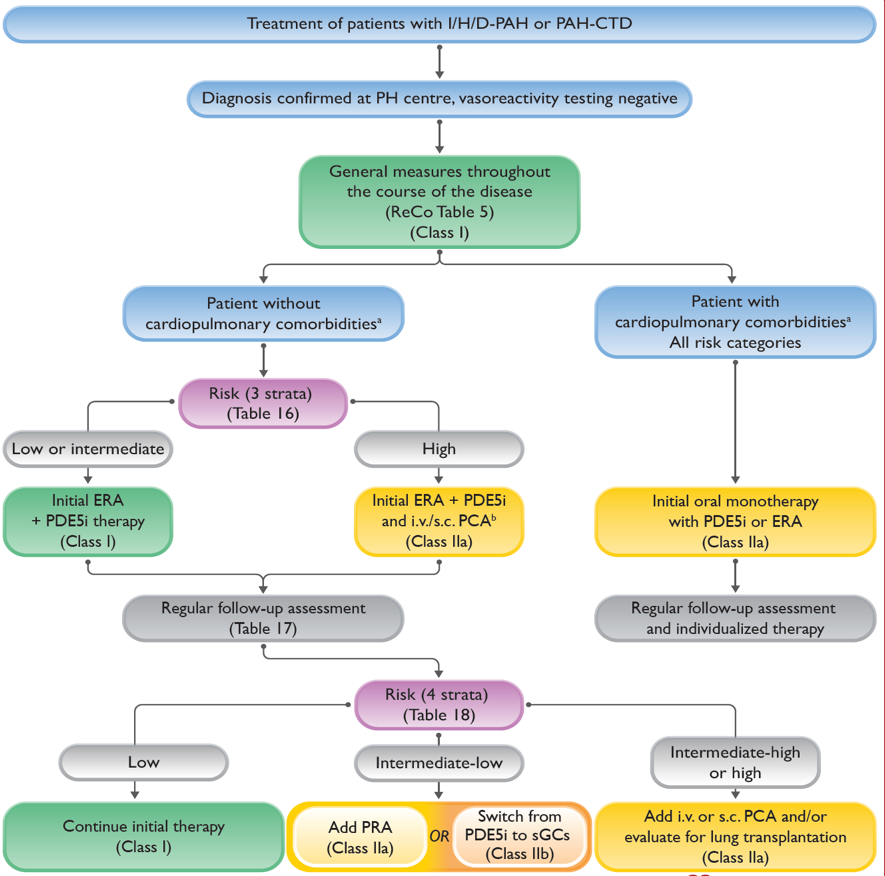 Treatment of patients with I/H/D-PAH or PAH-CTD
Diagnosis confirmed at PH centre, vasoreactivity testing negative
General measures throughout
the course of the disease
(ReCo Table 5)
(Class I)
Patient without
cardiopulmonary comorbiditiesᵃ
Patient with
cardiopulmonary comorbiditiesᵃ
All risk categories
Risk (3 strata)
(Table 16)
Low or intermediate
High
Initial ERA
+ PDE5i therapy
(Class I)
Initial ERA + PDE5i
and i.v./s.c. PCAᵇ
(Class IIa)
Initial oral monotherapy
with PDE5i or ERA
(Class IIa)
Regular follow-up assessment
(Table 17)
Regular follow-up assessment
and individualized therapy
Risk (4 strata)
(Table 18)
Low
Intermediate-low
Intermediate-high
or high
Continue initial therapy
(Class I)
Add PRA
(Class IIa)
OR
Switch from
PDE5i to sGCs
(Class IIb)
Add i.v. or s.c. PCA and/or
evaluate for lung transplantation
(Class IIa)